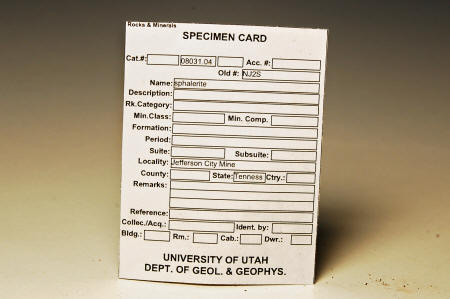 Rocks & Minerals
SPECIMEN CARD
Cat.#: 08031.04 Acc. #:
Old #: NJ2S
Name: sphalerite
Description:
Rk.Category:
Min.Class: Min. Comp.
Formation:
Period:
Suite: Subsuite:
Locality: Jefferson City Mine
County: State: Tenness Ctry.:
Remarks:
Reference:
Collec./Acq.: Ident. by:
Bldg.: Rm.: Cab.: Dwr.:
UNIVERSITY OF UTAH
DEPT. OF GEOL. & GEOPHYS.